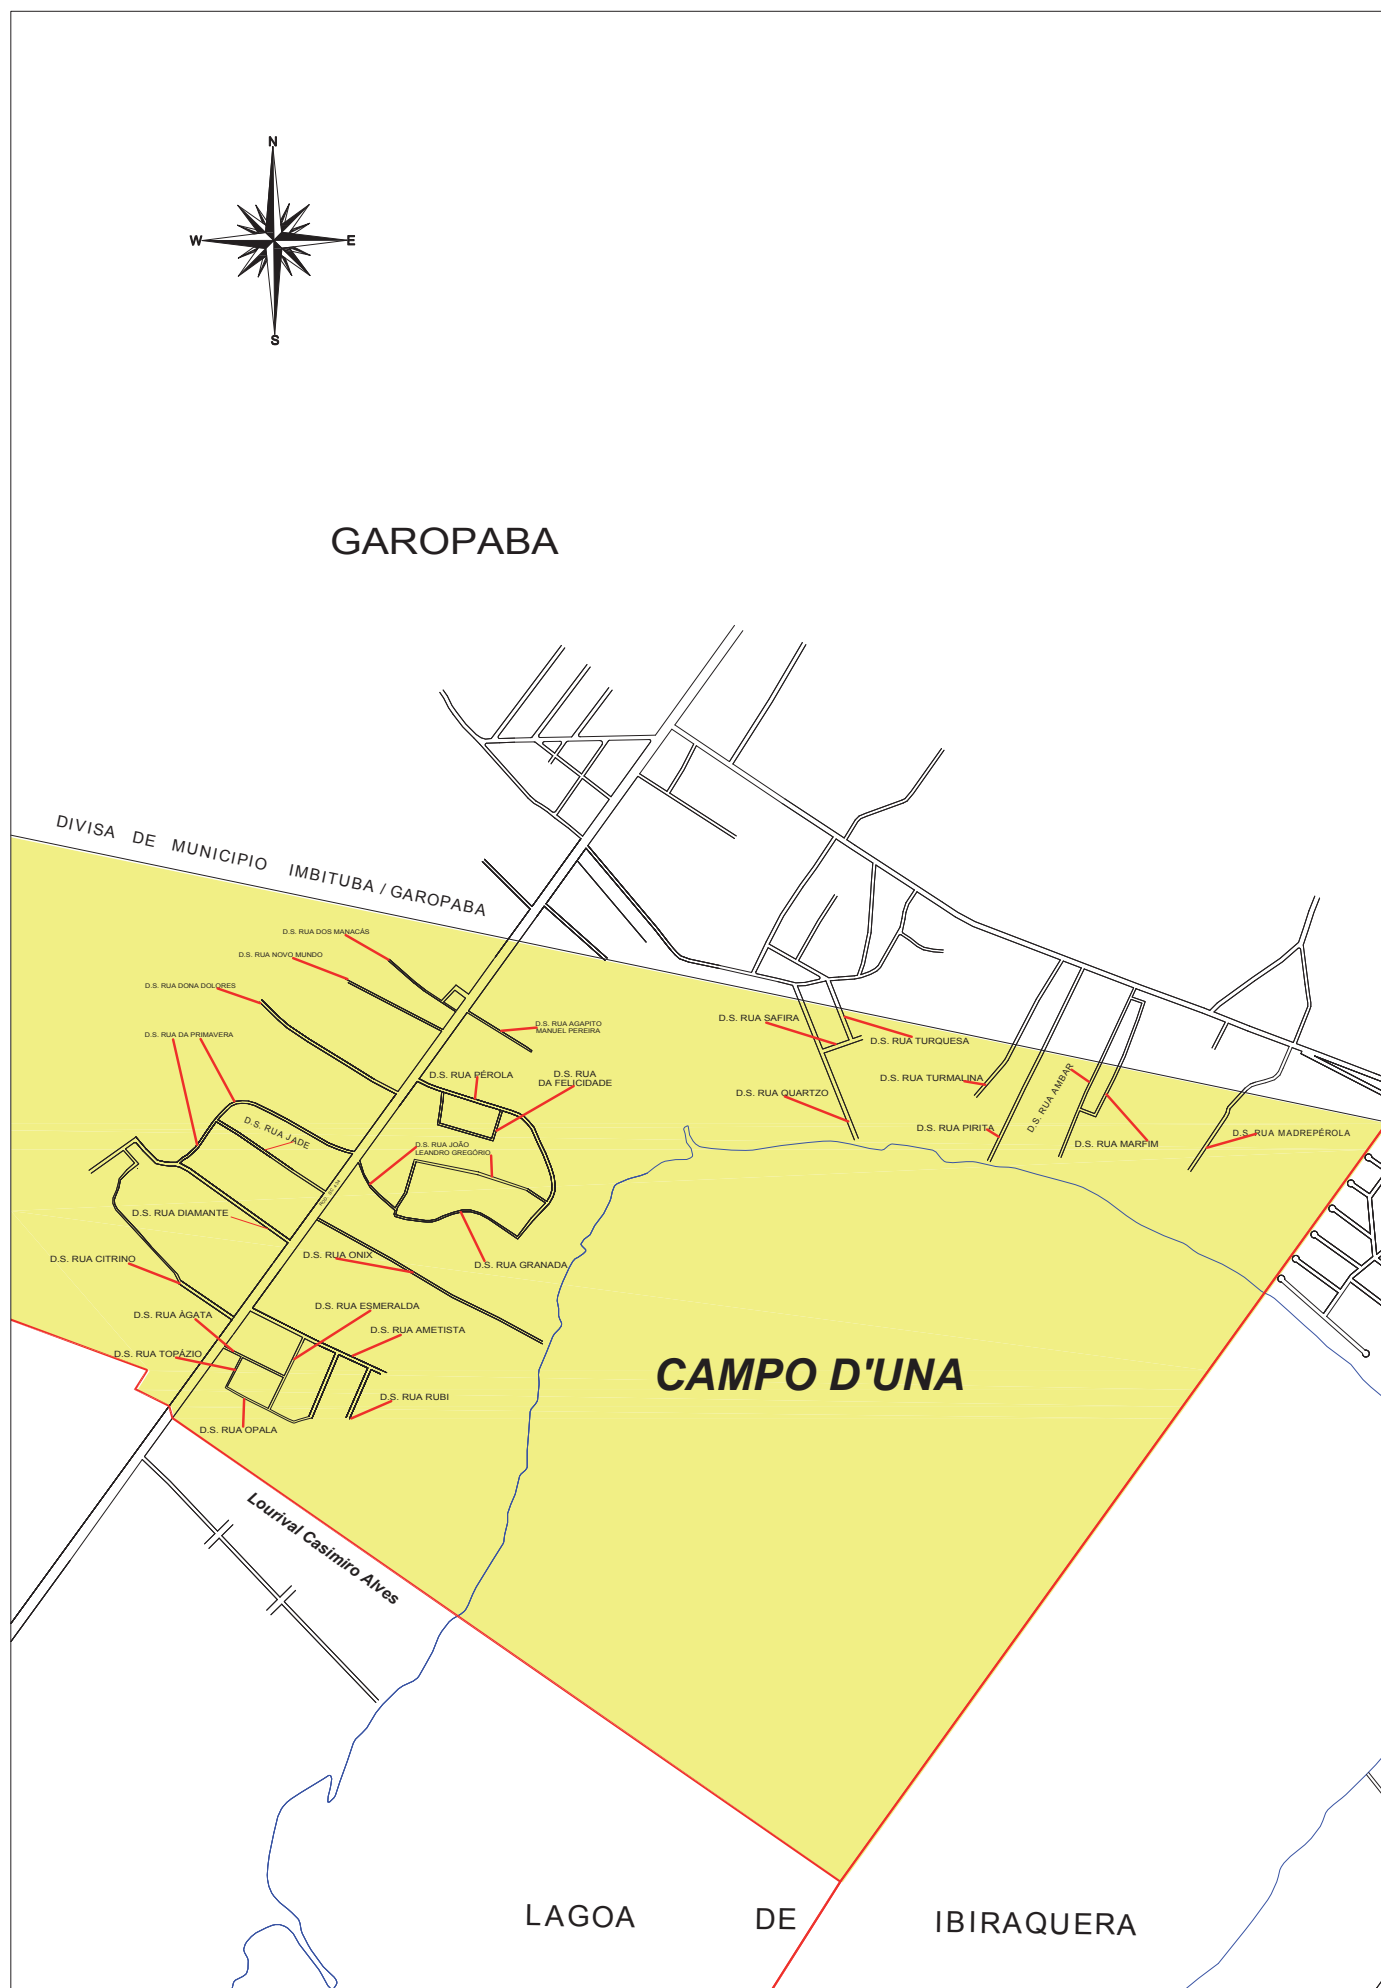 N
W
E
S
GAROPABA
DIVISA DE MUNICIPIO IMBITUBA / GAROPABA
D.S. RUA DOS MANACÁS
D.S. RUA NOVO MUNDO
D.S. RUA DONA DOLORES
D.S. RUA DA PRIMAVERA
D.S. RUA AGAPITO
MANUEL PEREIRA
D.S. RUA SAFIRA
D.S. RUA TURQUESA
D.S. RUA PÉROLA
D.S. RUA
DA FELICIDADE
D.S. RUA TURMALINA
D.S. RUA QUARTZO
D.S. RUA AMBAR
D.S. RUA PIRITA
D.S. RUA MARFIM
D.S. RUA MADREPÉROLA
D.S. RUA JADE
D.S. RUA JOÃO
LEANDRO GREGÓRIO
D.S. RUA DIAMANTE
D.S. RUA CITRINO
D.S. RUA ONIX
D.S. RUA GRANADA
D.S. RUA ÁGATA
D.S. RUA ESMERALDA
D.S. RUA AMETISTA
D.S. RUA TOPÁZIO
D.S. RUA RUBI
D.S. RUA OPALA
CAMPO D'UNA
Lourival Casimiro Alves
LAGOA DE IBIRAQUERA